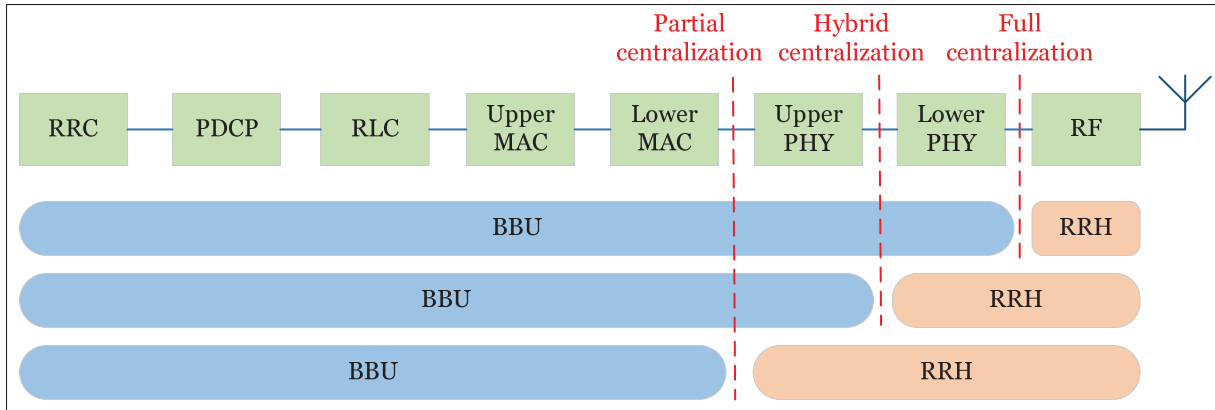 Partial
centralization
Hybrid
centralization
Full
centralization
RRC
PDCP
RLC
Upper
MAC
Lower
MAC
Upper
PHY
Lower
PHY
RF
BBU
RRH
BBU
RRH
BBU
RRH